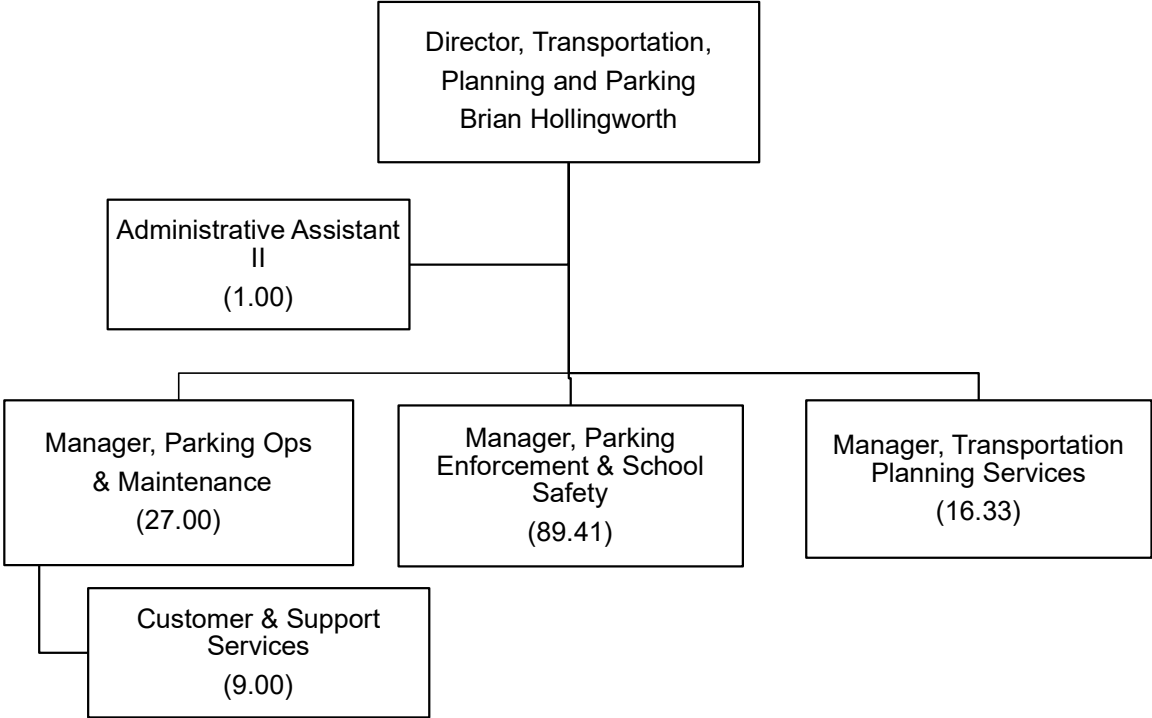 Director, Transportation,
Planning and Parking
Brian Hollingworth
Administrative Assistant
II
(1.00)
Manager, Parking Ops
& Maintenance
(27.00)
Manager, Parking
Enforcement & School
Safety
(89.41)
Manager, Transportation
Planning Services
(16.33)
Customer & Support
Services
(9.00)